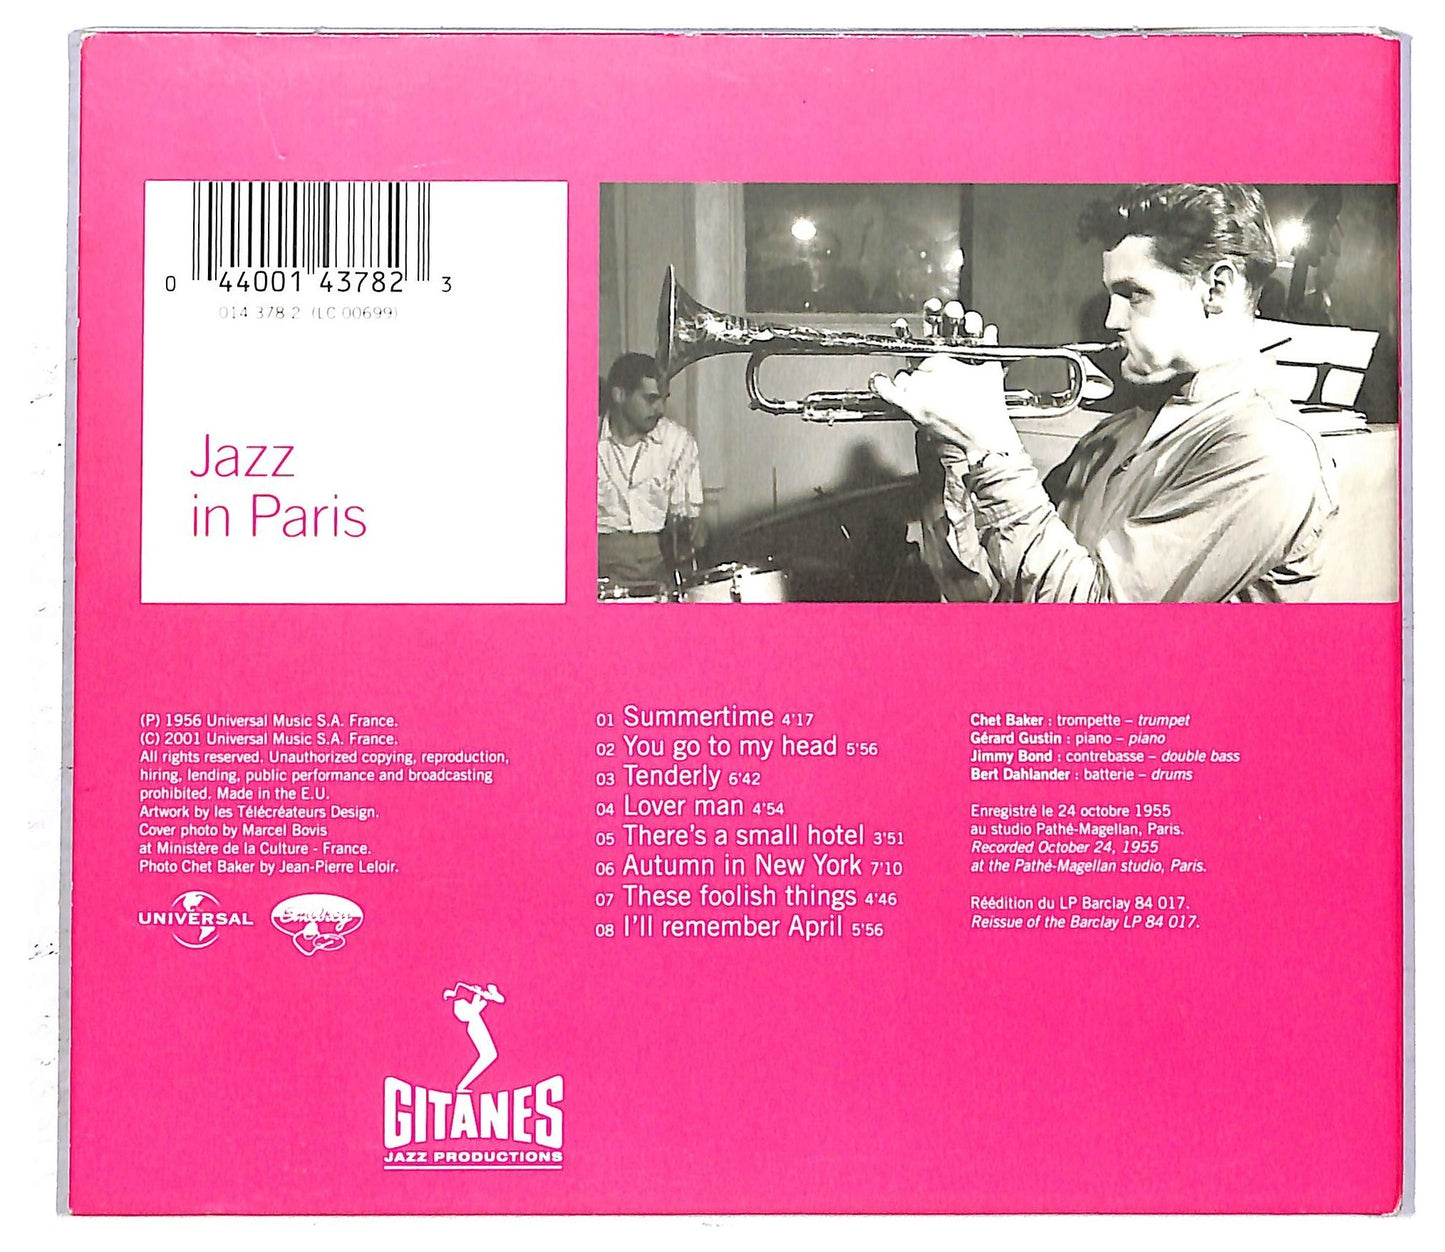 0 44001 43782 3
014 378 2 (LC 00699)
Jazz
in Paris
(P) 1956 Universal Music S.A. France.
(C) 2001 Universal Music S.A. France.
All rights reserved. Unauthorized copying, reproduction,
hiring, lending, public performance and broadcasting
prohibited. Made in the E.U.
Artwork by les Télécréateurs Design.
Cover photo by Marcel Bovis
at Ministère de la Culture - France.
Photo Chet Baker by Jean-Pierre Leloir.
UNIVERSAL
EmArcy
01 Summertime 4'17
02 You go to my head 5'56
03 Tenderly 6'42
04 Lover man 4'54
05 There's a small hotel 3'51
06 Autumn in New York 7'10
07 These foolish things 4'46
08 I'll remember April 5'56
Chet Baker : trompette – trumpet
Gérard Gustin : piano – piano
Jimmy Bond : contrebasse – double bass
Bert Dahlander : batterie – drums
Enregistré le 24 octobre 1955
au studio Pathé-Magellan, Paris.
Recorded October 24, 1955
at the Pathé-Magellan studio, Paris.
Réédition du LP Barclay 84 017.
Reissue of the Barclay LP 84 017.
GITANES
JAZZ PRODUCTIONS